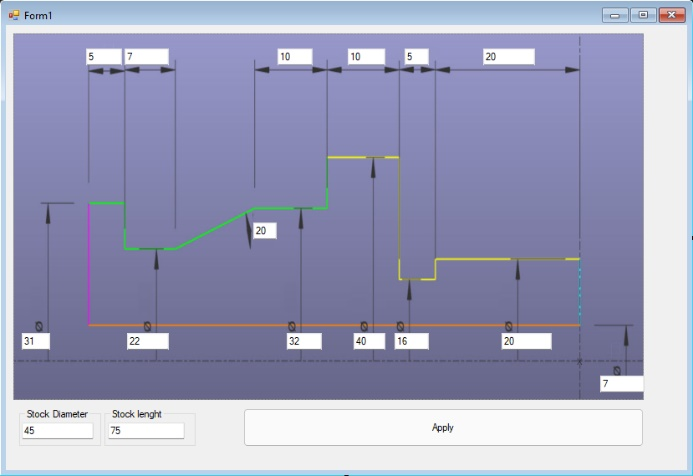 Form1
5 7 10 10 5 20
20
Ø Ø Ø Ø Ø Ø
31 22 32 40 16 20
Ø
7
Stock Diameter Stock lenght
45 75
Apply